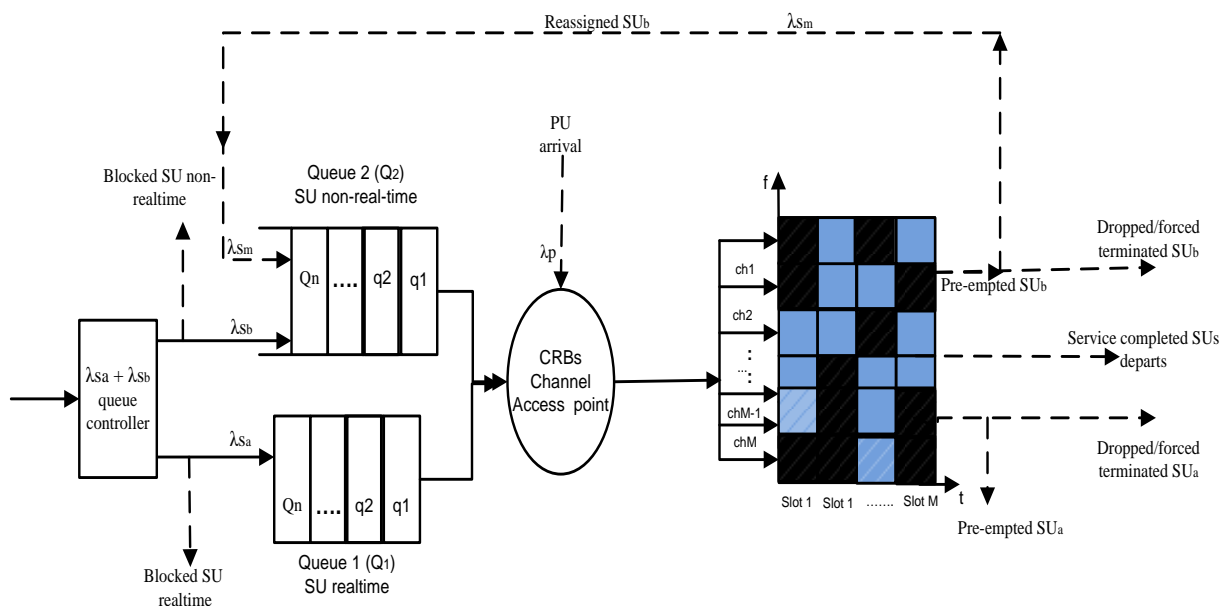 Reassigned SUb
λsm
PU
arrival
Blocked SU non-
realtime
Queue 2 (Q2)
SU non-real-time
f
λsm
Qn
....
q2
q1
λp
Dropped/forced
terminated SUb
ch1
Pre-empted SUb
λsb
ch2
CRBs
Channel
Access point
Service completed SUs
departs
λsa + λsb
queue
controller
:
...
:
chM-1
λsa
chM
Dropped/forced
terminated SUa
Qn
....
q2
q1
t
Slot 1
Slot 1
.......
Slot M
Pre-empted SUa
Queue 1 (Q1)
SU realtime
Blocked SU
realtime